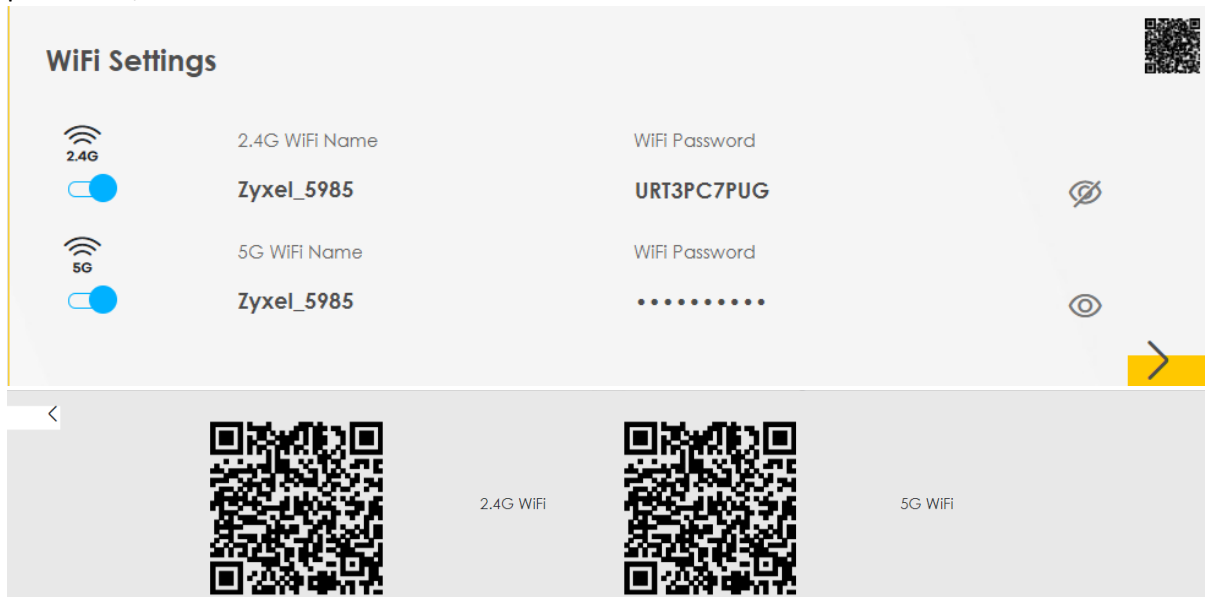 WiFi Settings
2.4G
2.4G WiFi Name
WiFi Password
Zyxel_5985
URT3PC7PUG
5G
5G WiFi Name
WiFi Password
Zyxel_5985
••••••••••
2.4G WiFi
5G WiFi